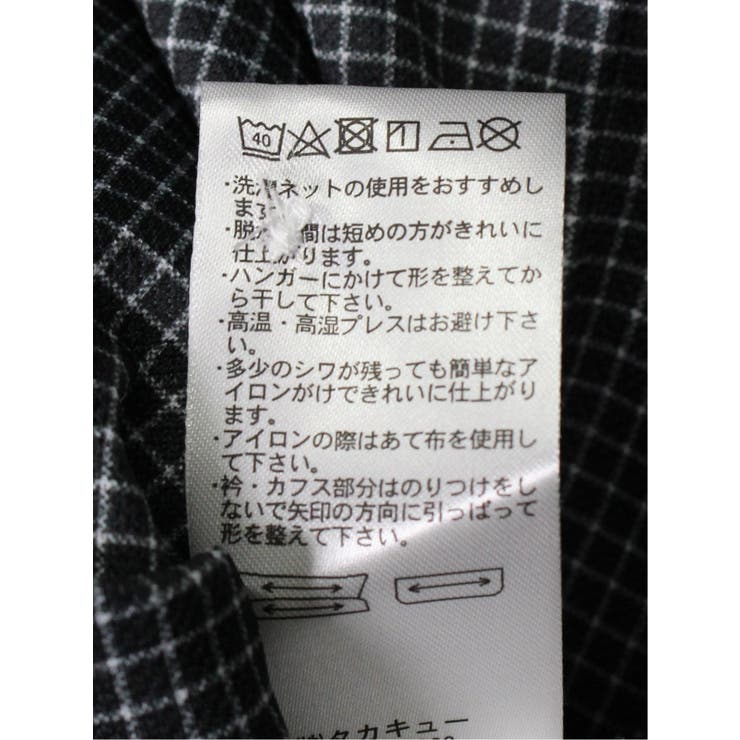 40
・洗濯ネットの使用をおすすめし
ます。
・脱 間は短めの方がきれいに
仕上がります。
・ハンガーにかけて形を整えてか
ら干して下さい。
・高温・高湿プレスはお避け下さ
い。
・多少のシワが残っても簡単なア
イロンがけできれいに仕上がり
ます。
・アイロンの際はあて布を使用し
て下さい。
・衿・カフス部分はのりつけをし
ないで矢印の方向に引っぱって
形を整えて下さい。
㈱タカキュー